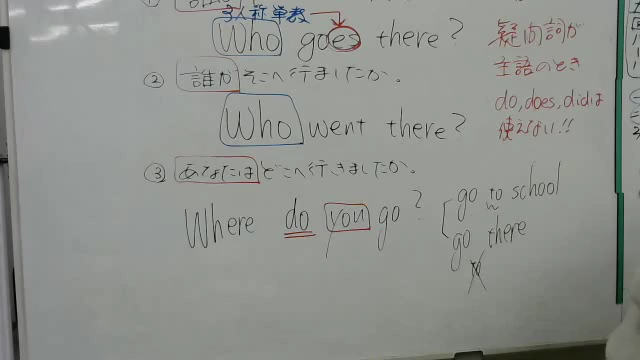 3人称単数
Who goes there?
② 誰がそこへ行ましたか。
Who went there?
③ あなたはどこへ行きましたか。
Where do you go?
go to school
go there
to
疑問詞が
主語のとき
do, does, didは
使えない!!